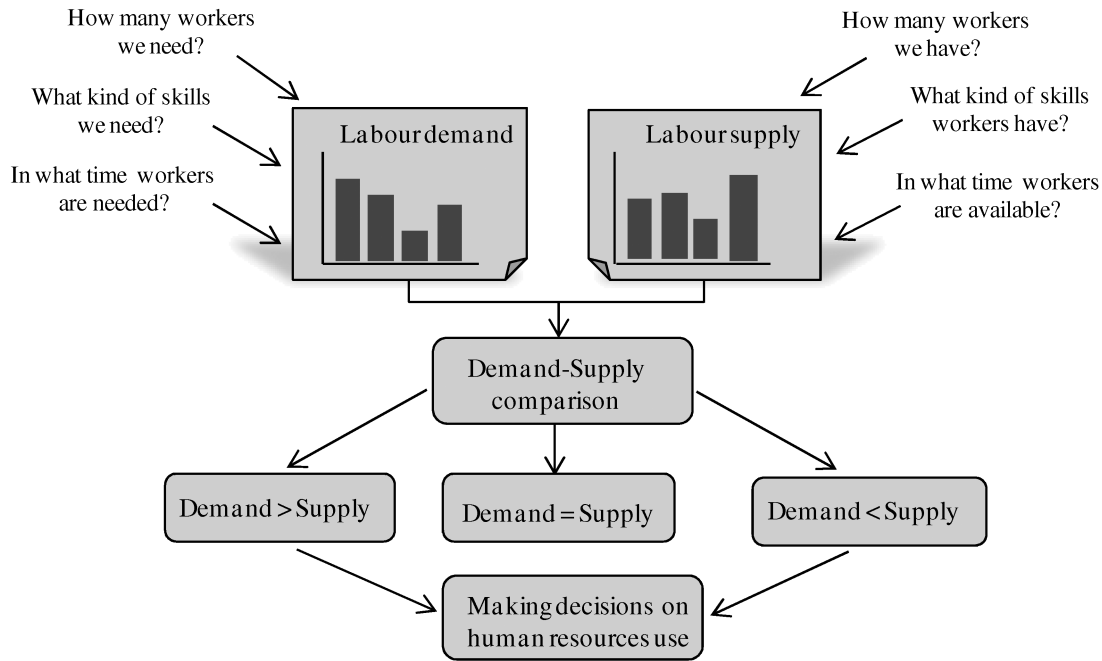 How many workers
we need?
What kind of skills
we need?
In what time workers
are needed?
Labour demand
Labour supply
How many workers
we have?
What kind of skills
workers have?
In what time workers
are available?
Demand-Supply
comparison
Demand > Supply
Demand = Supply
Demand < Supply
Making decisions on
human resources use